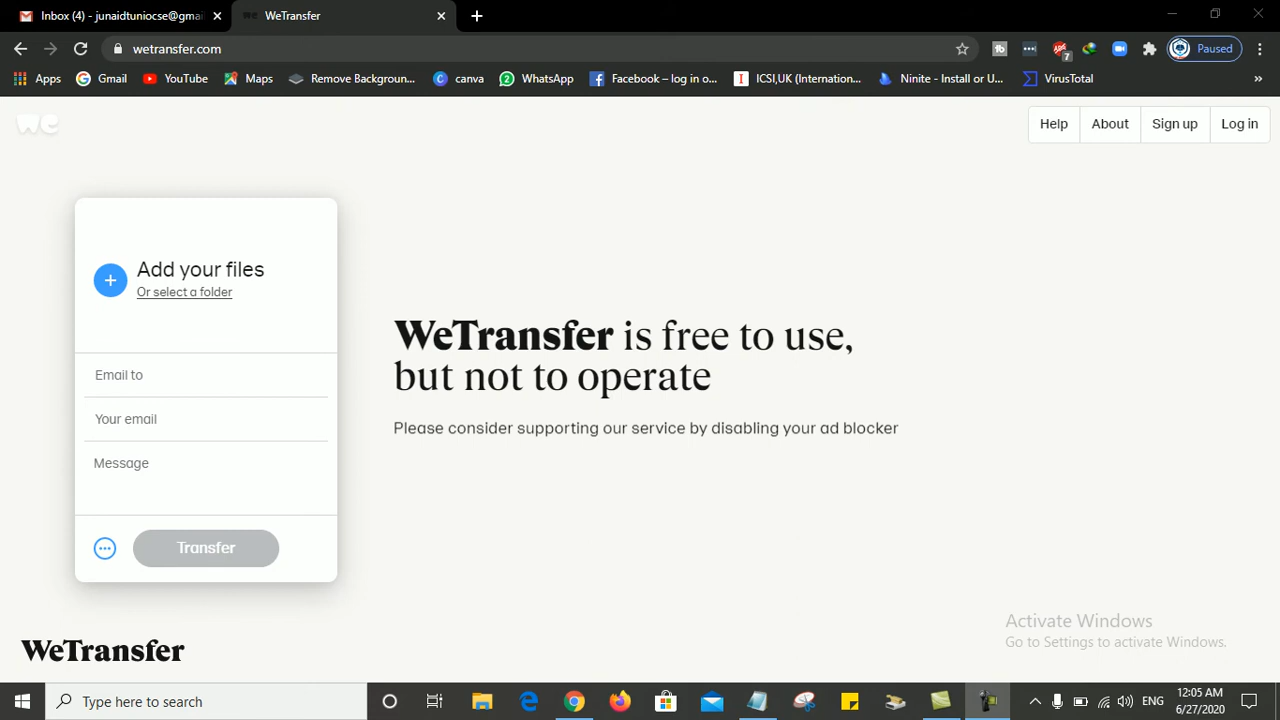 Inbox (4) - junaidtuniocse@gmai
WeTransfer
wetransfer.com
7
Paused
Apps
Gmail
YouTube
Maps
Remove Background...
canva
WhatsApp
Facebook – log in o...
ICSI,UK (Internation...
Ninite - Install or U...
VirusTotal
we
Help
About
Sign up
Log in
Add your files
Or select a folder
WeTransfer is free to use,
but not to operate
Email to
Your email
Please consider supporting our service by disabling your ad blocker
Message
Transfer
Activate Windows
Go to Settings to activate Windows.
WeTransfer
Type here to search
ENG
12:05 AM
6/27/2020